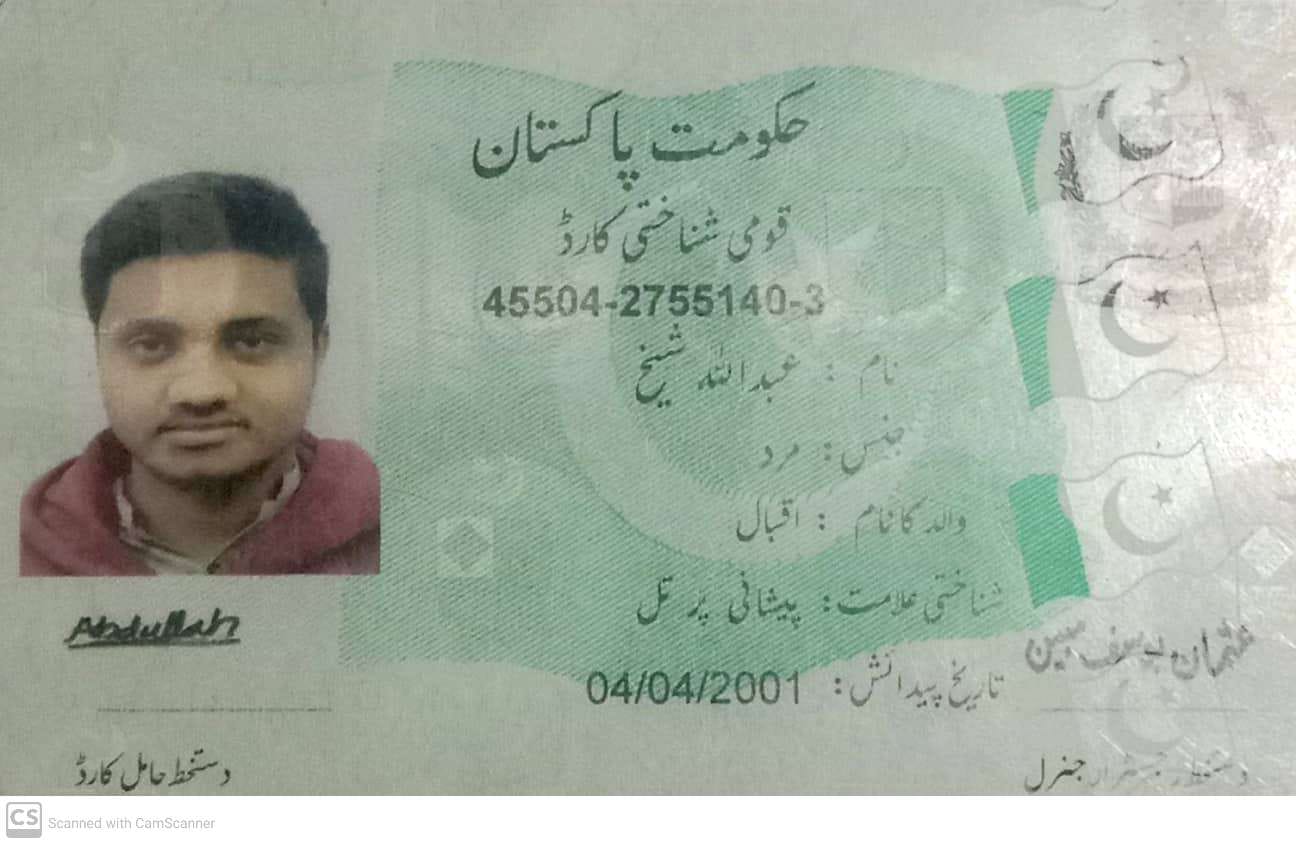 حکومت پاکستان
قومی شناختی کارڈ
45504-2755140-3
نام : عبداللہ شیخ
جنس : مرد
والد کا نام : اقبال
شناختی علامت : پیشانی پر تل
تاریخ پیدائش : 04/04/2001
Abdullah
عثمان یوسف مبین
دستخط حامل کارڈ
دستخط رجسٹرار جنرل
CS Scanned with CamScanner